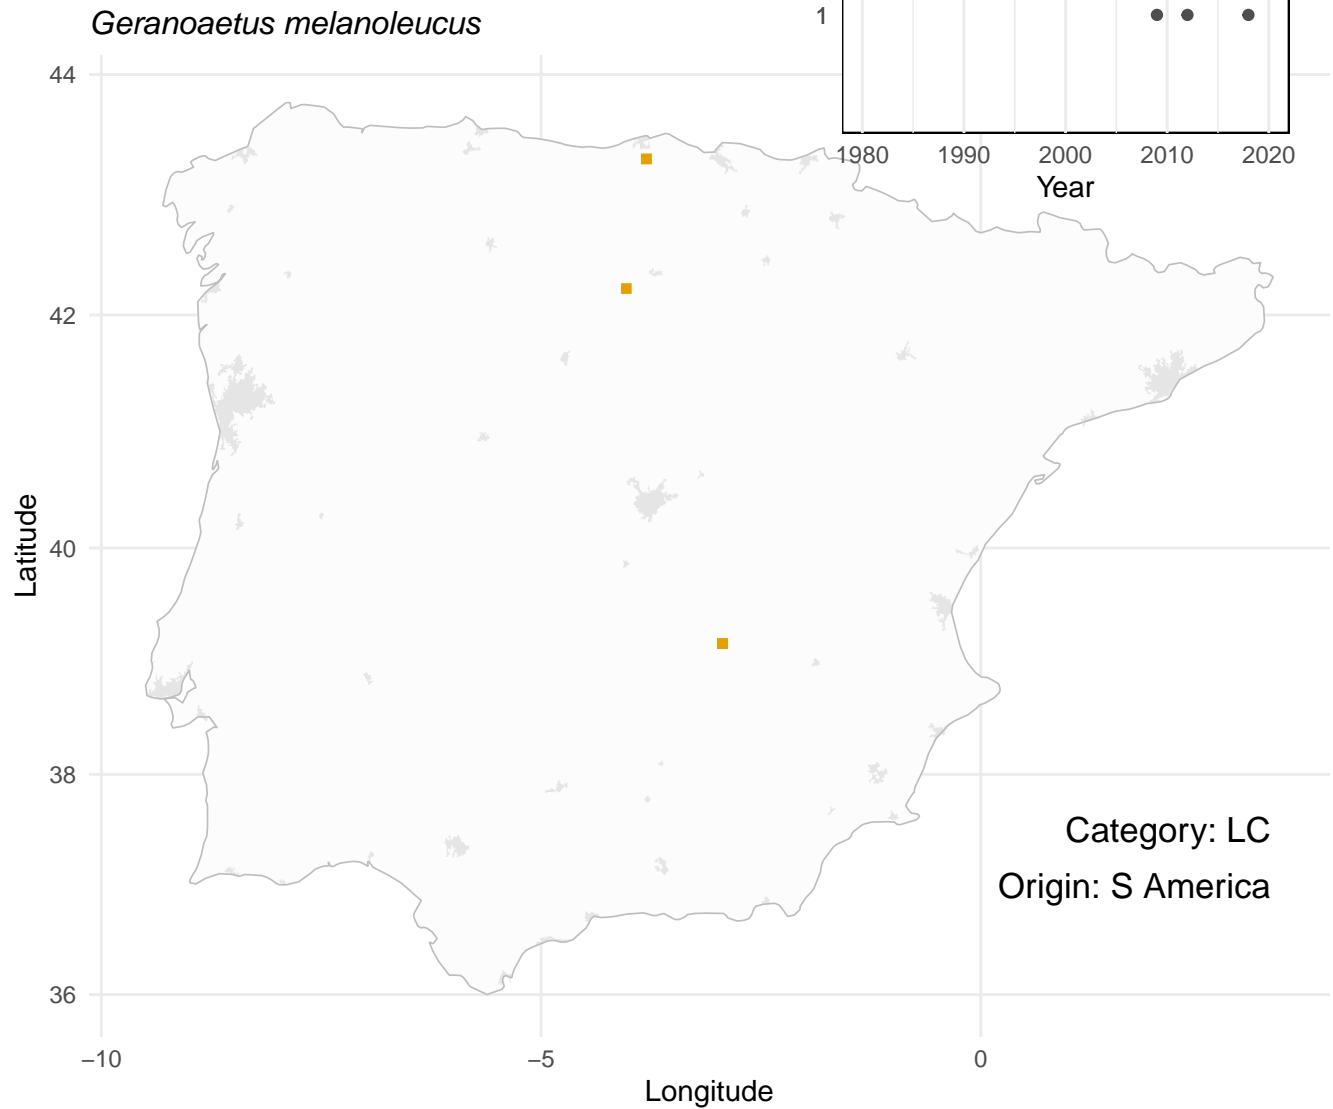 Geranoaetus melanoleucus
1
1980 1990 2000 2010 2020
Year
44
42
40
38
36
Latitude
Category: LC
Origin: S America
−10 −5 0
Longitude